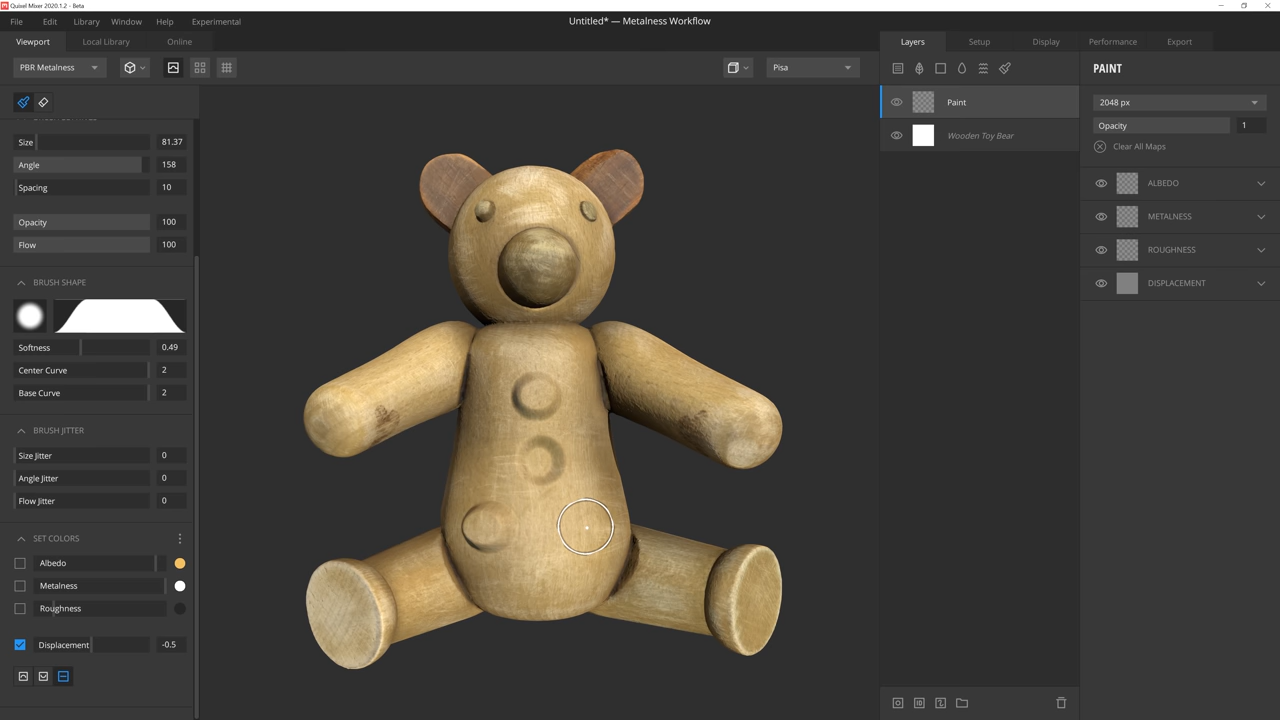 Quixel Mixer 2020.1.2 - Beta
File Edit Library Window Help Experimental
Untitled* — Metalness Workflow
Viewport Local Library Online
Layers Setup Display Performance Export
PBR Metalness
Pisa
PAINT
Size 81.37
Angle 158
Spacing 10
Opacity 100
Flow 100
BRUSH SHAPE
Softness 0.49
Center Curve 2
Base Curve 2
BRUSH JITTER
Size Jitter 0
Angle Jitter 0
Flow Jitter 0
SET COLORS
Albedo
Metalness
Roughness
Displacement -0.5
Paint
Wooden Toy Bear
2048 px
Opacity 1
Clear All Maps
ALBEDO
METALNESS
ROUGHNESS
DISPLACEMENT